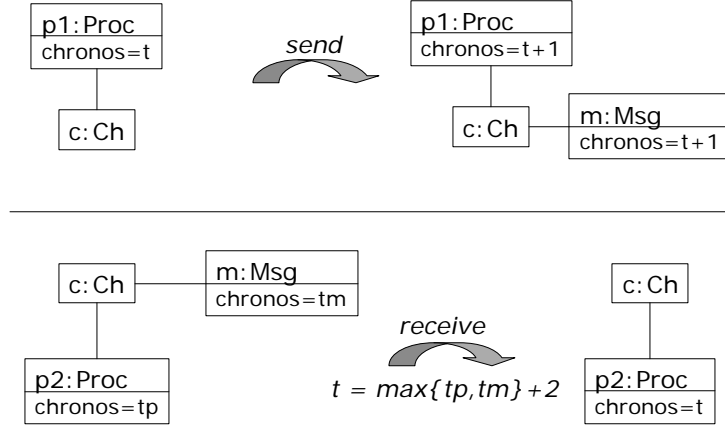 p1:Proc
chronos=t
c:Ch
send
p1:Proc
chronos=t+1
c:Ch
m:Msg
chronos=t+1
c:Ch
m:Msg
chronos=tm
p2:Proc
chronos=tp
receive
t = max{tp,tm}+2
c:Ch
p2:Proc
chronos=t